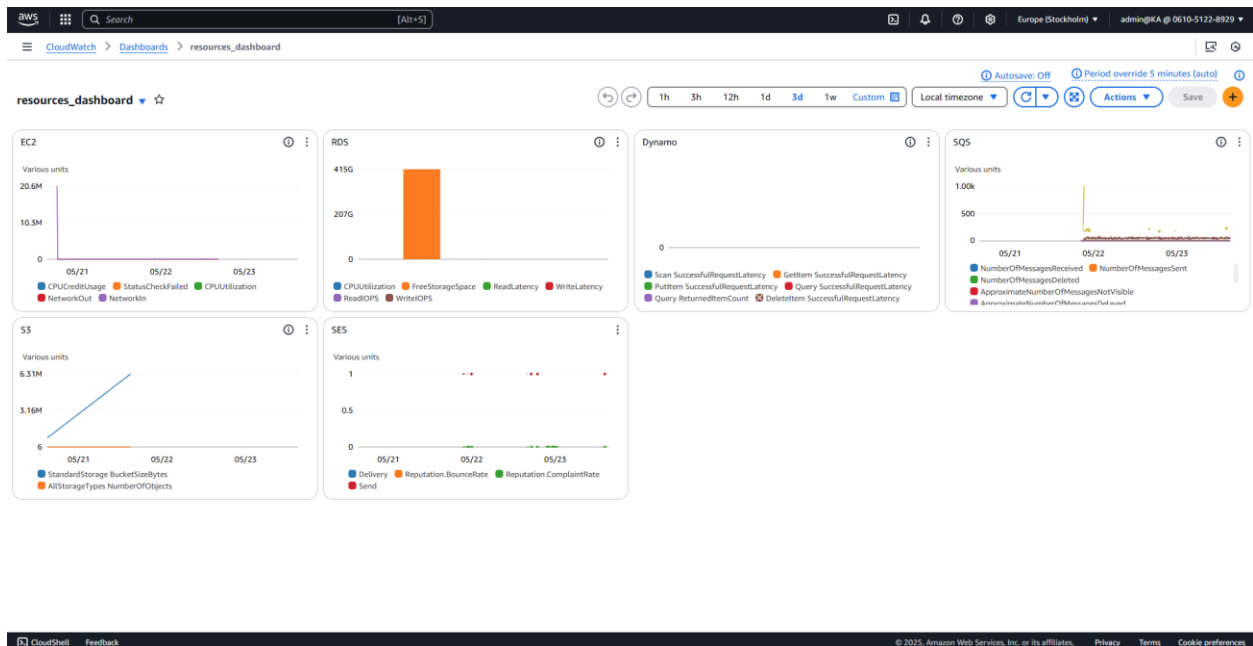 aws Search [Alt+S] Europe (Stockholm) admin@KA @ 0610-5122-8929
CloudWatch > Dashboards > resources_dashboard
Autosave: Off Period override 5 minutes (auto)
resources_dashboard 1h 3h 12h 1d 3d 1w Custom Local timezone Actions Save
EC2
Various units
20.6M
10.3M
0
05/21 05/22 05/23
CPUCreditUsage StatusCheckFailed CPUUtilization
NetworkOut NetworkIn
RDS
415G
207G
0
CPUUtilization FreeStorageSpace ReadLatency WriteLatency
ReadIOPS WriteIOPS
Dynamo
0
Scan SuccessfulRequestLatency GetItem SuccessfulRequestLatency
PutItem SuccessfulRequestLatency Query SuccessfulRequestLatency
Query ReturnedItemCount DeleteItem SuccessfulRequestLatency
SQS
Various units
1.00k
500
0
05/21 05/22 05/23
NumberOfMessagesReceived NumberOfMessagesSent
NumberOfMessagesDeleted
ApproximateNumberOfMessagesNotVisible
ApproximateNumberOfMessagesDelayed
S3
Various units
6.31M
3.16M
6
05/21 05/22 05/23
StandardStorage BucketSizeBytes
AllStorageTypes NumberOfObjects
SES
Various units
1
0.5
0
05/21 05/22 05/23
Delivery Reputation.BounceRate Reputation.ComplaintRate
Send
CloudShell Feedback © 2025, Amazon Web Services, Inc. or its affiliates. Privacy Terms Cookie preferences